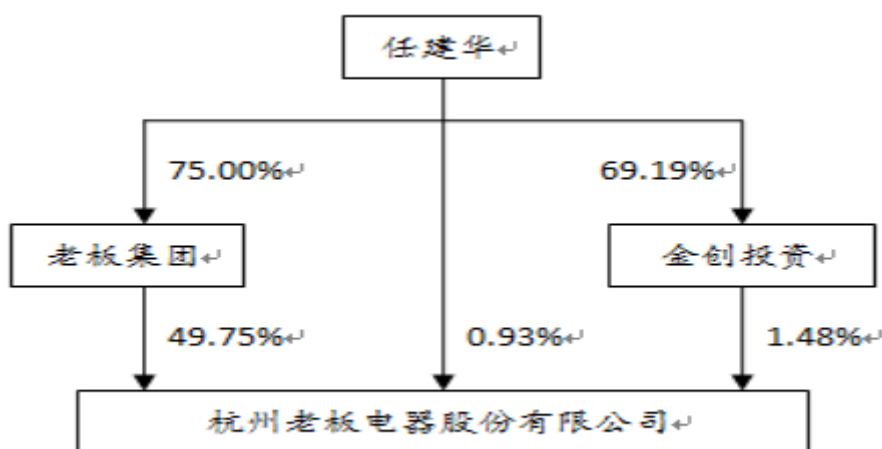 任建华↵
75.00%↵
69.19%↵
老板集团↵
金创投资↵
49.75%↵
0.93%↵
1.48%↵
杭州老板电器股份有限公司↵